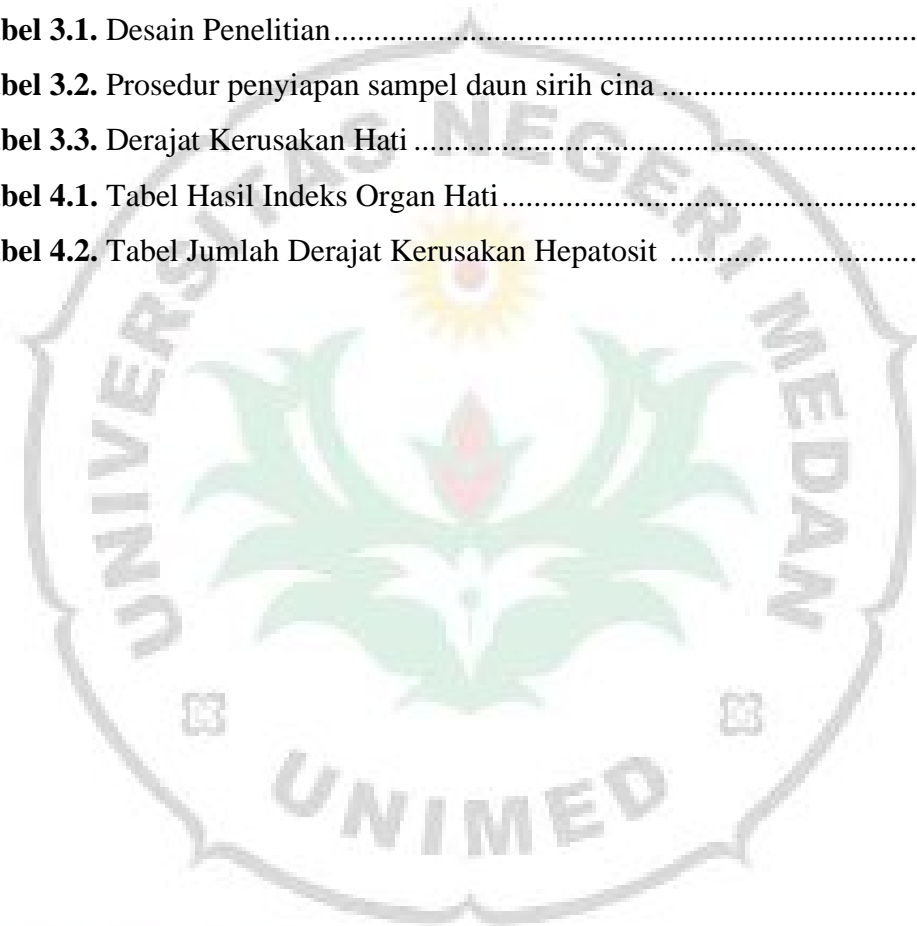 bel 3.1. Desain Penelitian........................................................................
bel 3.2. Prosedur penyiapan sampel daun sirih cina ................................
bel 3.3. Derajat Kerusakan Hati ..............................................................
bel 4.1. Tabel Hasil Indeks Organ Hati....................................................
bel 4.2. Tabel Jumlah Derajat Kerusakan Hepatosit ...............................
UNIVERSITAS NEGERI MEDAN
UNIMED